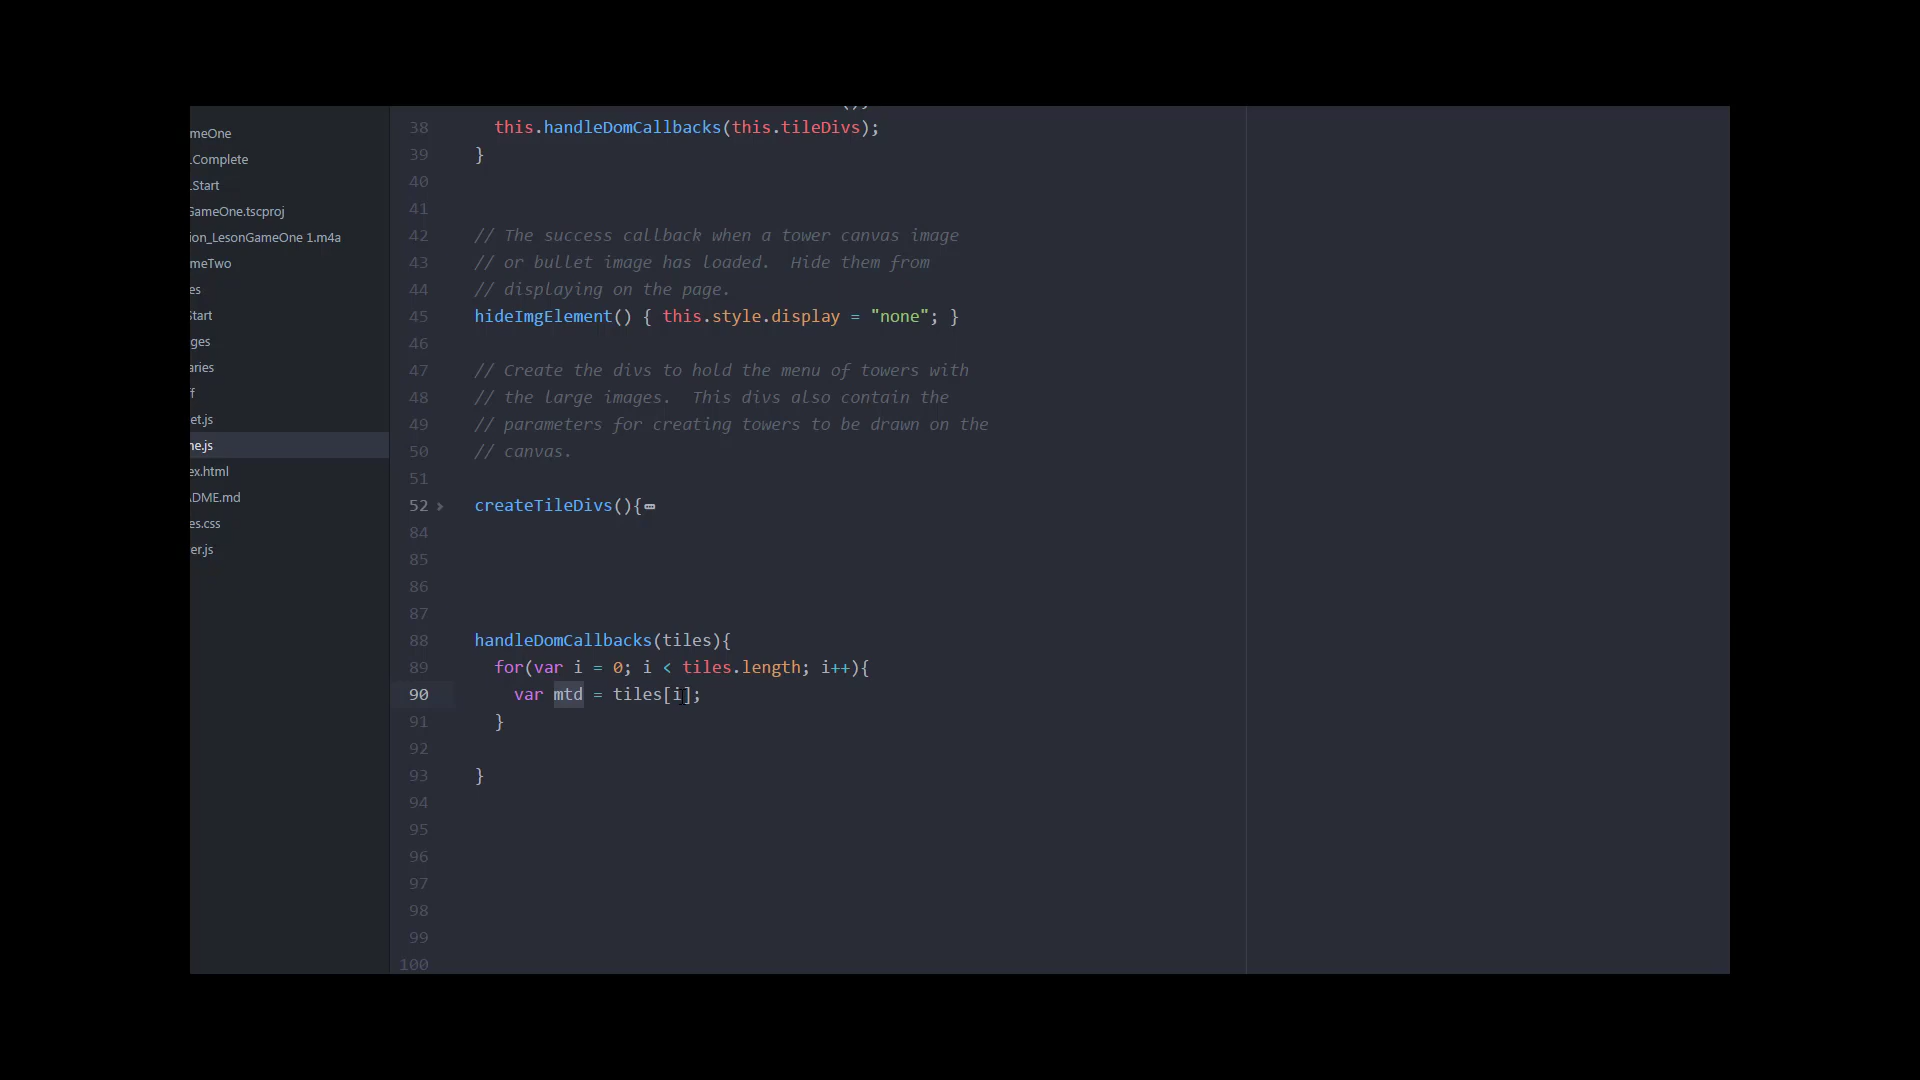 meOne
.Complete
.Start
GameOne.tscproj
ion_LesonGameOne 1.m4a
meTwo
es
Start
ges
aries
f
et.js
ne.js
ex.html
DME.md
es.css
er.js
38 this.handleDomCallbacks(this.tileDivs);
39 }
40
41
42 // The success callback when a tower canvas image
43 // or bullet image has loaded.  Hide them from
44 // displaying on the page.
45 hideImgElement() { this.style.display = "none"; }
46
47 // Create the divs to hold the menu of towers with
48 // the large images.  This divs also contain the
49 // parameters for creating towers to be drawn on the
50 // canvas.
51
52 createTileDivs(){
84
85
86
87
88 handleDomCallbacks(tiles){
89 for(var i = 0; i < tiles.length; i++){
90 var mtd = tiles[i];
91 }
92
93 }
94
95
96
97
98
99
100